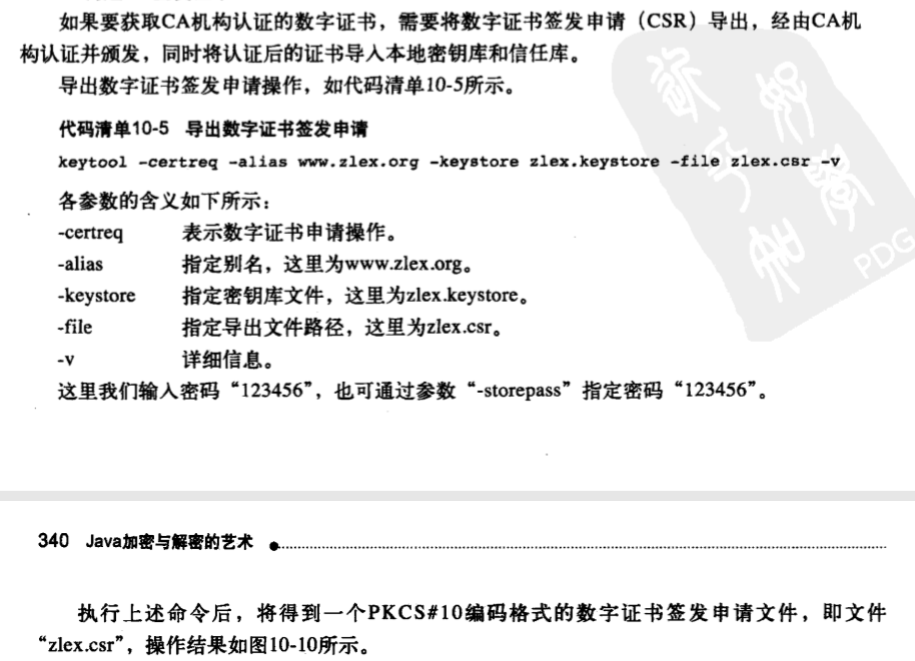 如果要获取CA机构认证的数字证书，需要将数字证书签发申请（CSR）导出，经由CA机
构认证并颁发，同时将认证后的证书导入本地密钥库和信任库。
导出数字证书签发申请操作，如代码清单10-5所示。
代码清单10-5 导出数字证书签发申请
keytool -certreq -alias www.zlex.org -keystore zlex.keystore -file zlex.csr -v
各参数的含义如下所示：
-certreq 表示数字证书申请操作。
-alias 指定别名，这里为www.zlex.org。
-keystore 指定密钥库文件，这里为zlex.keystore。
-file 指定导出文件路径，这里为zlex.csr。
-v 详细信息。
这里我们输入密码“123456”，也可通过参数“-storepass”指定密码“123456”。
PDG
340 Java加密与解密的艺术
执行上述命令后，将得到一个PKCS#10编码格式的数字证书签发申请文件，即文件
“zlex.csr”，操作结果如图10-10所示。